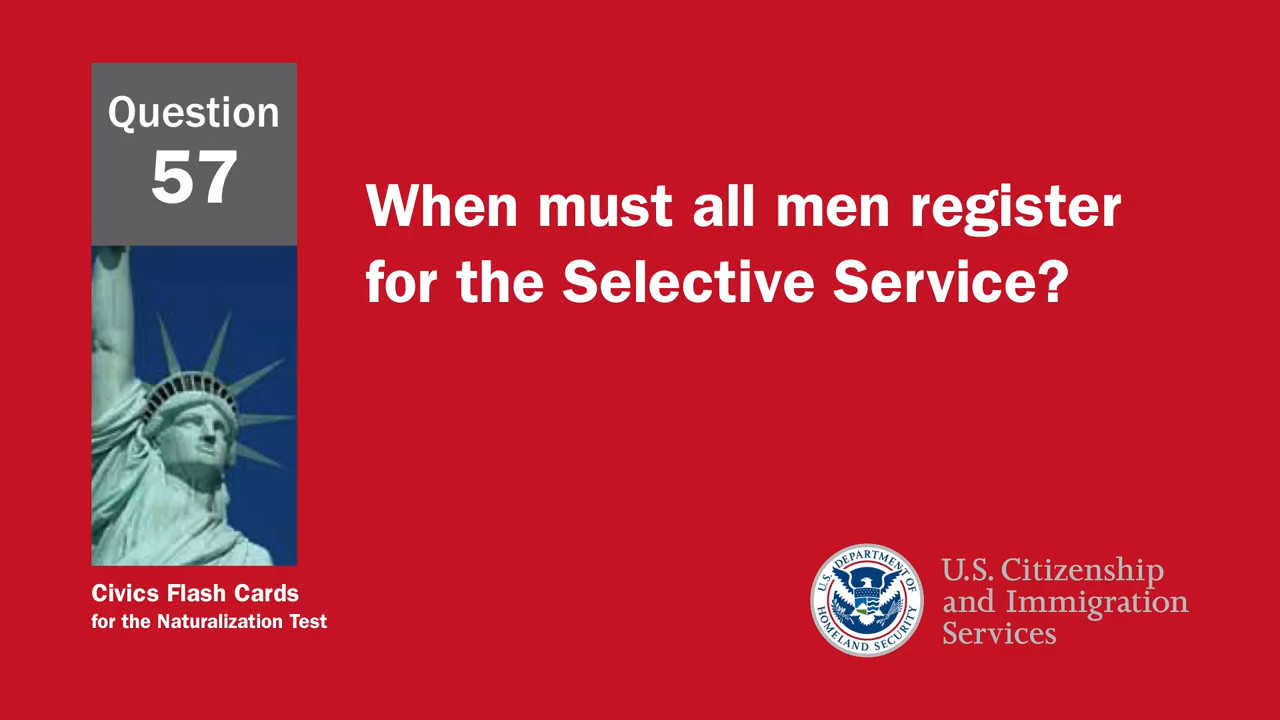 Question
57
When must all men register
for the Selective Service?
Civics Flash Cards
for the Naturalization Test
U.S. DEPARTMENT OF
HOMELAND SECURITY
U.S. Citizenship
and Immigration
Services